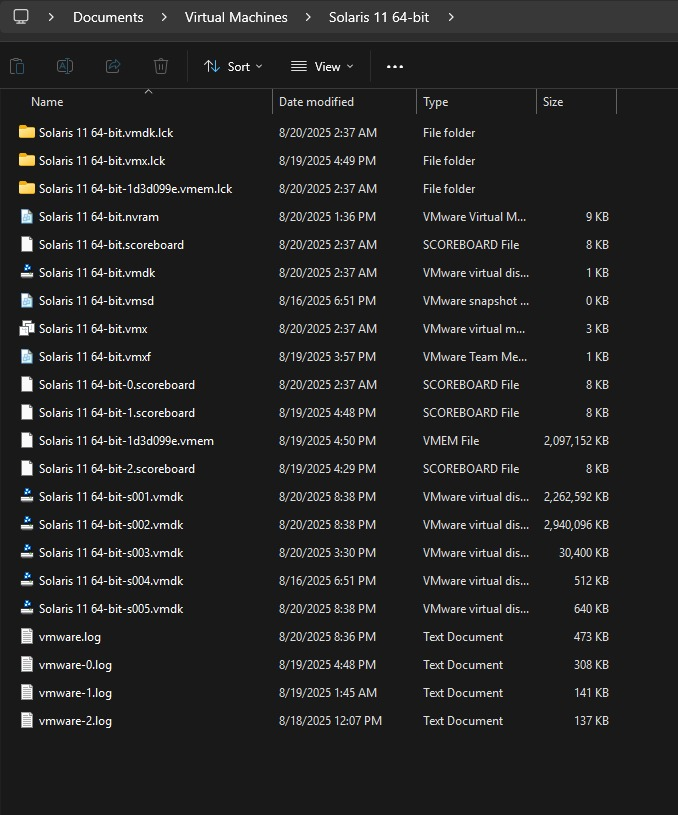 Documents > Virtual Machines > Solaris 11 64-bit >
Sort View ...
Name Date modified Type Size
Solaris 11 64-bit.vmdk.lck 8/20/2025 2:37 AM File folder
Solaris 11 64-bit.vmx.lck 8/19/2025 4:49 PM File folder
Solaris 11 64-bit-1d3d099e.vmem.lck 8/20/2025 2:37 AM File folder
Solaris 11 64-bit.nvram 8/20/2025 1:36 PM VMware Virtual M... 9 KB
Solaris 11 64-bit.scoreboard 8/20/2025 2:37 AM SCOREBOARD File 8 KB
Solaris 11 64-bit.vmdk 8/20/2025 2:37 AM VMware virtual dis... 1 KB
Solaris 11 64-bit.vmsd 8/16/2025 6:51 PM VMware snapshot ... 0 KB
Solaris 11 64-bit.vmx 8/20/2025 2:37 AM VMware virtual m... 3 KB
Solaris 11 64-bit.vmxf 8/19/2025 3:57 PM VMware Team Me... 1 KB
Solaris 11 64-bit-0.scoreboard 8/20/2025 2:37 AM SCOREBOARD File 8 KB
Solaris 11 64-bit-1.scoreboard 8/19/2025 4:48 PM SCOREBOARD File 8 KB
Solaris 11 64-bit-1d3d099e.vmem 8/19/2025 4:50 PM VMEM File 2,097,152 KB
Solaris 11 64-bit-2.scoreboard 8/19/2025 4:29 PM SCOREBOARD File 8 KB
Solaris 11 64-bit-s001.vmdk 8/20/2025 8:38 PM VMware virtual dis... 2,262,592 KB
Solaris 11 64-bit-s002.vmdk 8/20/2025 8:38 PM VMware virtual dis... 2,940,096 KB
Solaris 11 64-bit-s003.vmdk 8/20/2025 3:30 PM VMware virtual dis... 30,400 KB
Solaris 11 64-bit-s004.vmdk 8/16/2025 6:51 PM VMware virtual dis... 512 KB
Solaris 11 64-bit-s005.vmdk 8/20/2025 8:38 PM VMware virtual dis... 640 KB
vmware.log 8/20/2025 8:36 PM Text Document 473 KB
vmware-0.log 8/19/2025 4:48 PM Text Document 308 KB
vmware-1.log 8/19/2025 1:45 AM Text Document 141 KB
vmware-2.log 8/18/2025 12:07 PM Text Document 137 KB